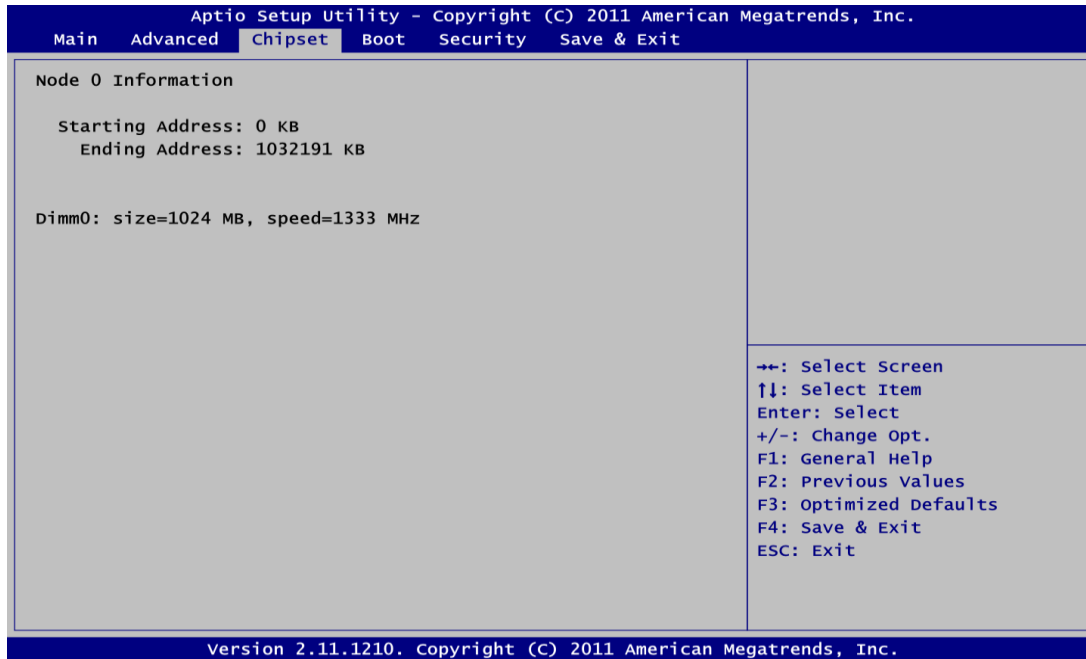 Aptio Setup Utility - Copyright (C) 2011 American Megatrends, Inc.
Main Advanced Chipset Boot Security Save & Exit
Node 0 Information
Starting Address: 0 KB
Ending Address: 1032191 KB
Dimm0: size=1024 MB, speed=1333 MHz
→←: Select Screen
↑↓: Select Item
Enter: Select
+/-: Change Opt.
F1: General Help
F2: Previous Values
F3: Optimized Defaults
F4: Save & Exit
ESC: Exit
Version 2.11.1210. Copyright (C) 2011 American Megatrends, Inc.